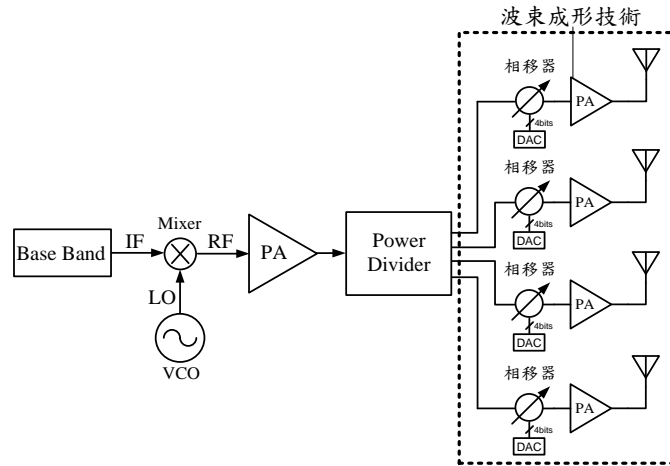 波束成形技術
相移器
PA
4bits
DAC
相移器
PA
4bits
DAC
Mixer
Base Band
IF
RF
PA
Power
Divider
LO
VCO
相移器
PA
4bits
DAC
相移器
PA
4bits
DAC